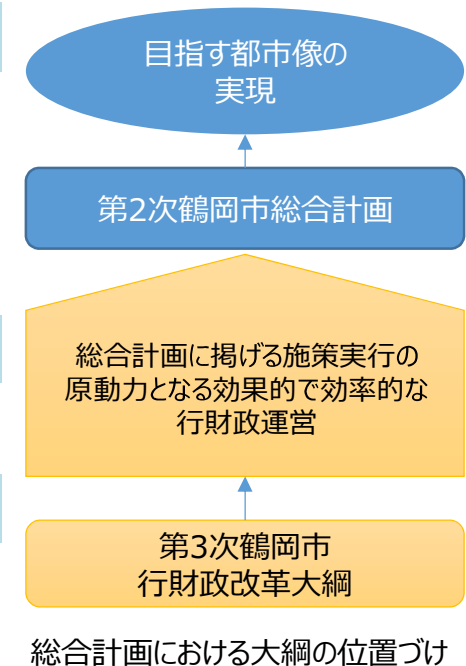 目指す都市像の
実現
第2次鶴岡市総合計画
総合計画に掲げる施策実行の
原動力となる効果的で効率的な
行財政運営
第3次鶴岡市
行財政改革大綱
総合計画における大綱の位置づけ